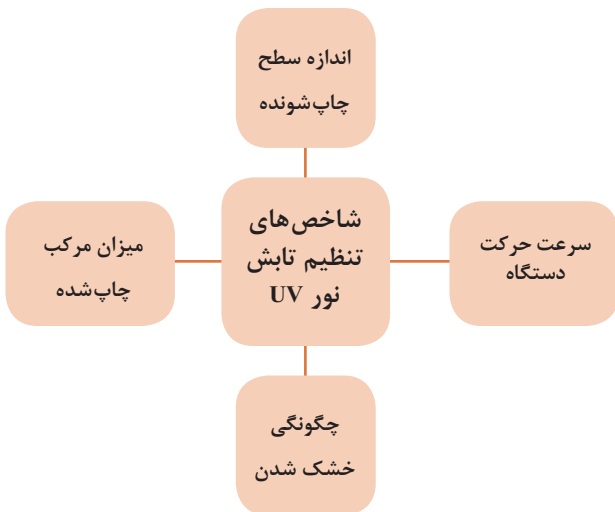 اندازه سطح
چاپ‌شونده
سرعت حرکت
دستگاه
شاخص‌های
تنظیم تابش
نور UV
میزان مرکب
چاپ‌شده
چگونگی
خشک شدن